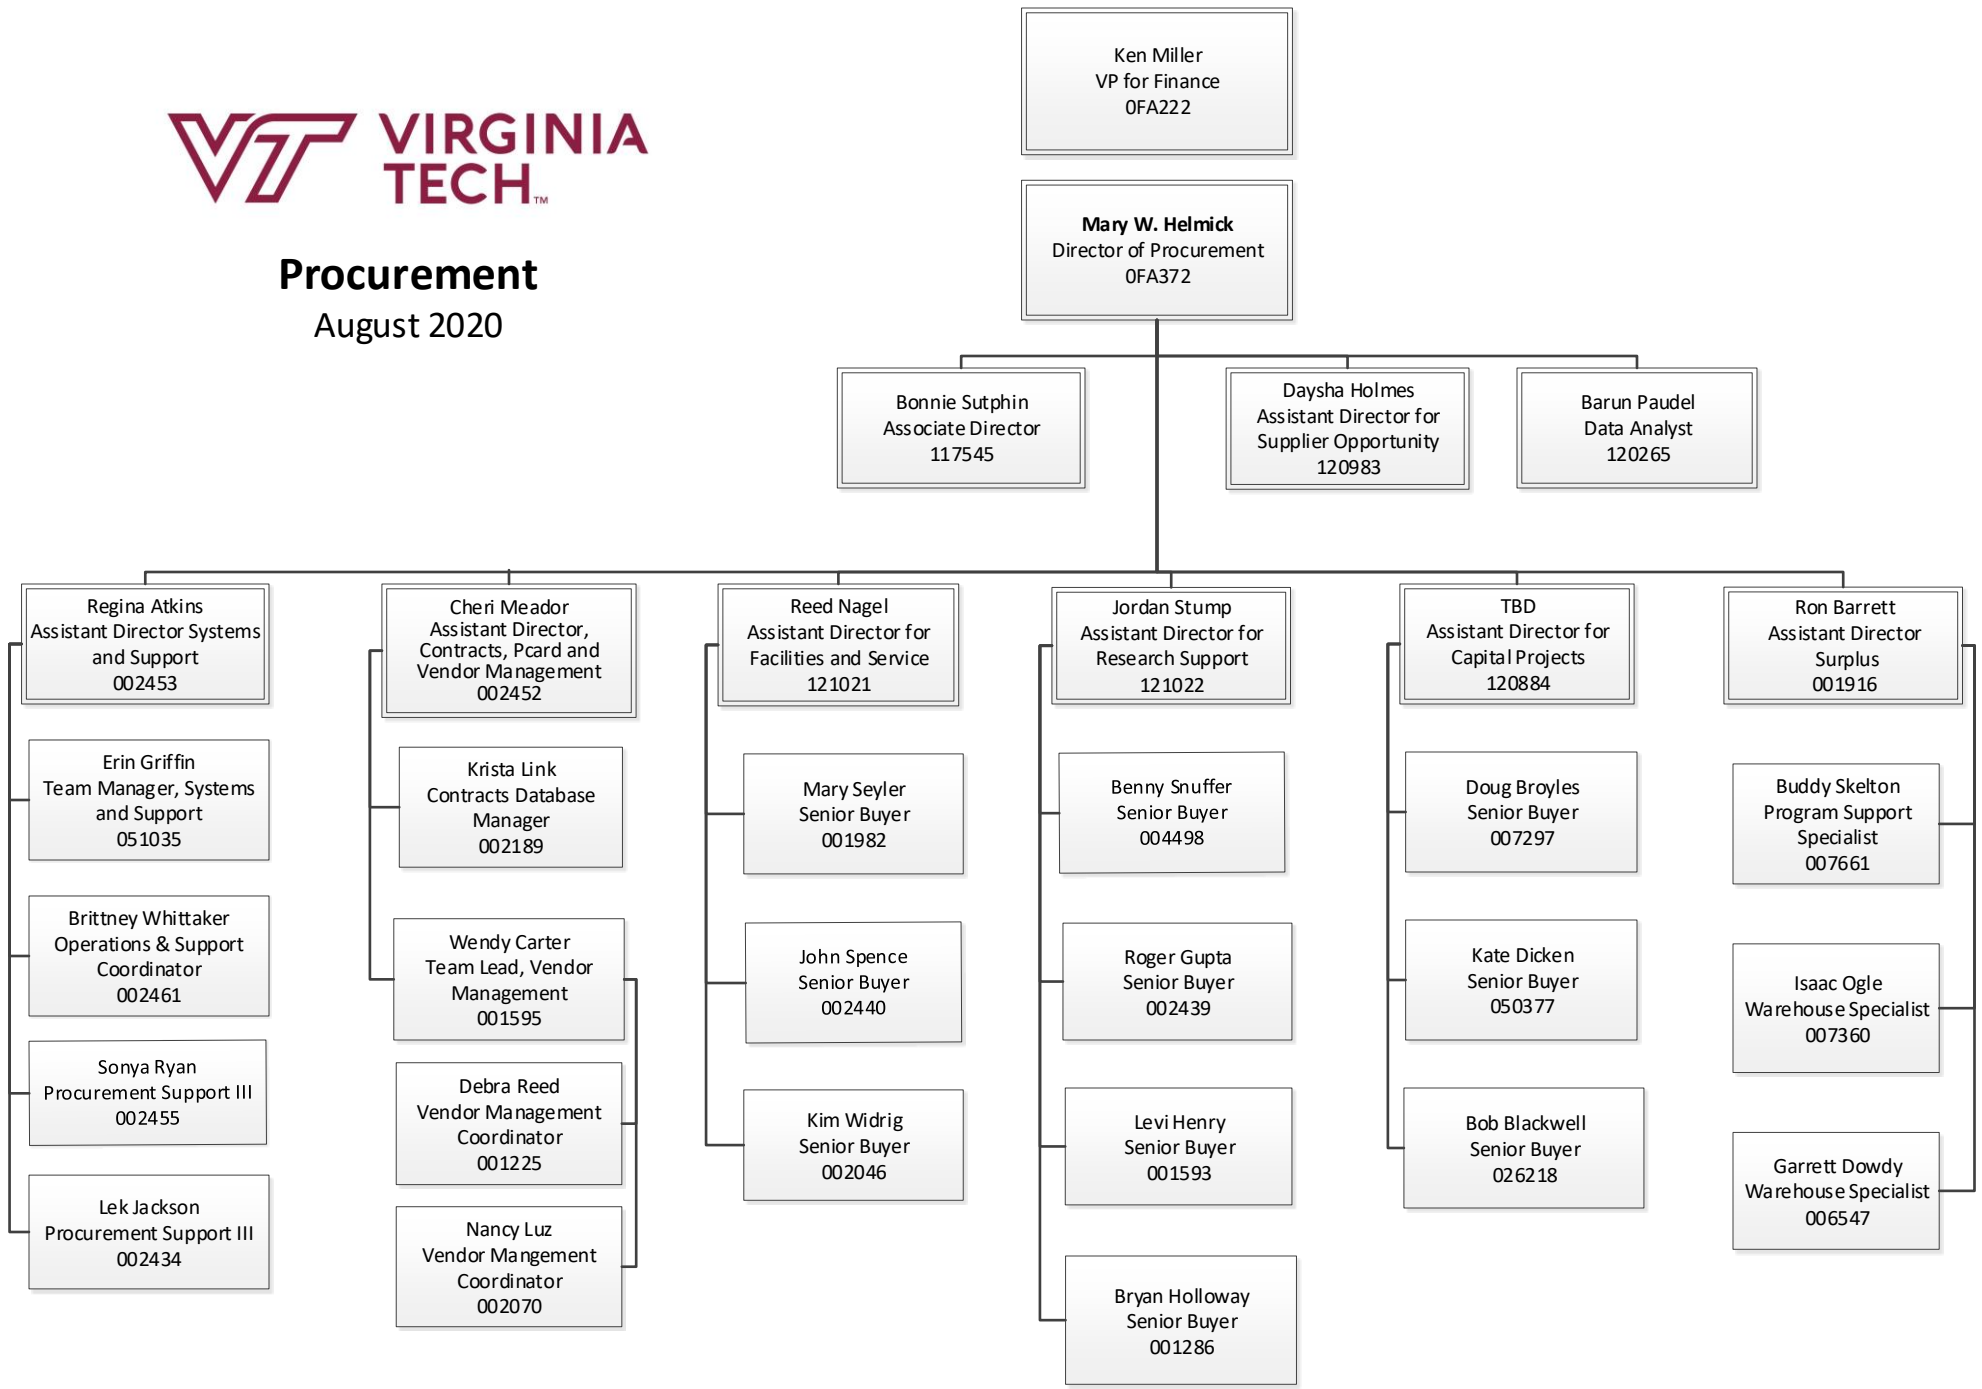 Ken Miller
VP for Finance
0FA222
VT VIRGINIA
TECH™
Mary W. Helmick
Director of Procurement
0FA372
Procurement
August 2020
Bonnie Sutphin
Associate Director
117545
Daysha Holmes
Assistant Director for
Supplier Opportunity
120983
Barun Paudel
Data Analyst
120265
Regina Atkins
Assistant Director Systems
and Support
002453
Erin Griffin
Team Manager, Systems
and Support
051035
Brittney Whittaker
Operations & Support
Coordinator
002461
Sonya Ryan
Procurement Support III
002455
Lek Jackson
Procurement Support III
002434
Cheri Meador
Assistant Director,
Contracts, Pcard and
Vendor Management
002452
Krista Link
Contracts Database
Manager
002189
Wendy Carter
Team Lead, Vendor
Management
001595
Debra Reed
Vendor Management
Coordinator
001225
Nancy Luz
Vendor Mangement
Coordinator
002070
Reed Nagel
Assistant Director for
Facilities and Service
121021
Mary Seyler
Senior Buyer
001982
John Spence
Senior Buyer
002440
Kim Widrig
Senior Buyer
002046
Jordan Stump
Assistant Director for
Research Support
121022
Benny Snuffer
Senior Buyer
004498
Roger Gupta
Senior Buyer
002439
Levi Henry
Senior Buyer
001593
Bryan Holloway
Senior Buyer
001286
TBD
Assistant Director for
Capital Projects
120884
Doug Broyles
Senior Buyer
007297
Kate Dicken
Senior Buyer
050377
Bob Blackwell
Senior Buyer
026218
Ron Barrett
Assistant Director
Surplus
001916
Buddy Skelton
Program Support
Specialist
007661
Isaac Ogle
Warehouse Specialist
007360
Garrett Dowdy
Warehouse Specialist
006547